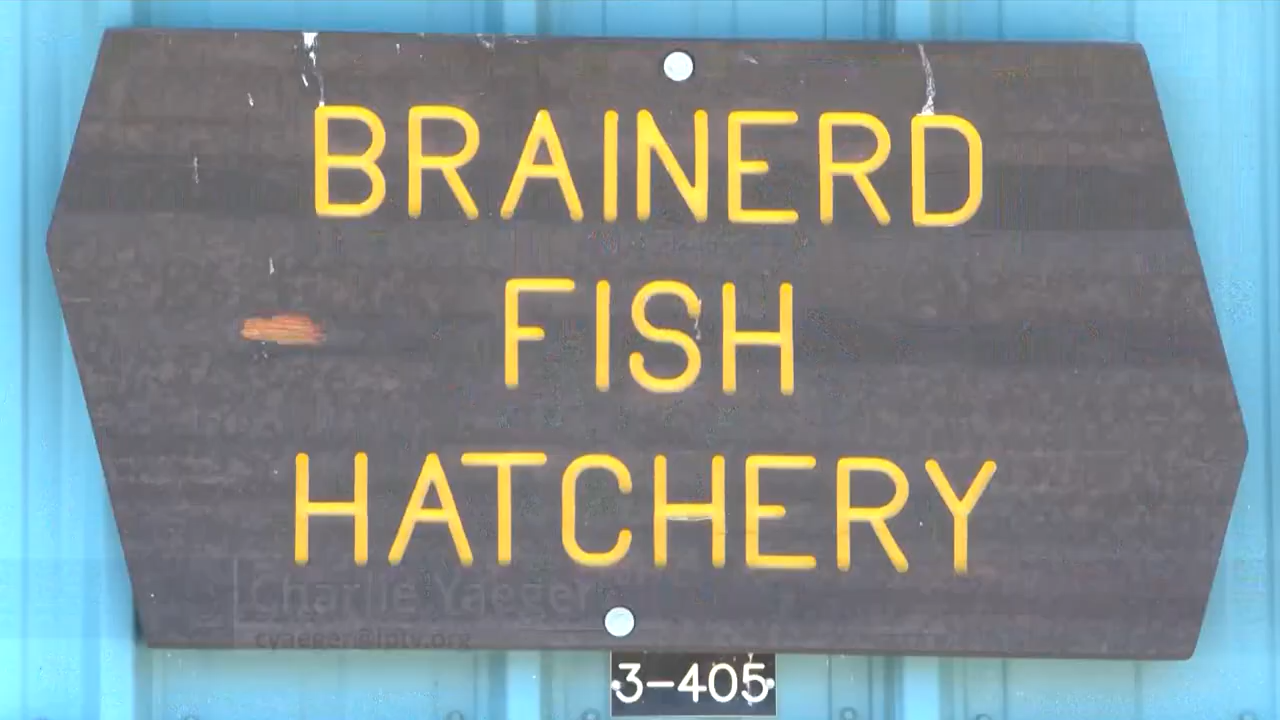 BRAINERD
FISH
HATCHERY
Charlie Yaeger
cyaeger@lptv.org
3-405